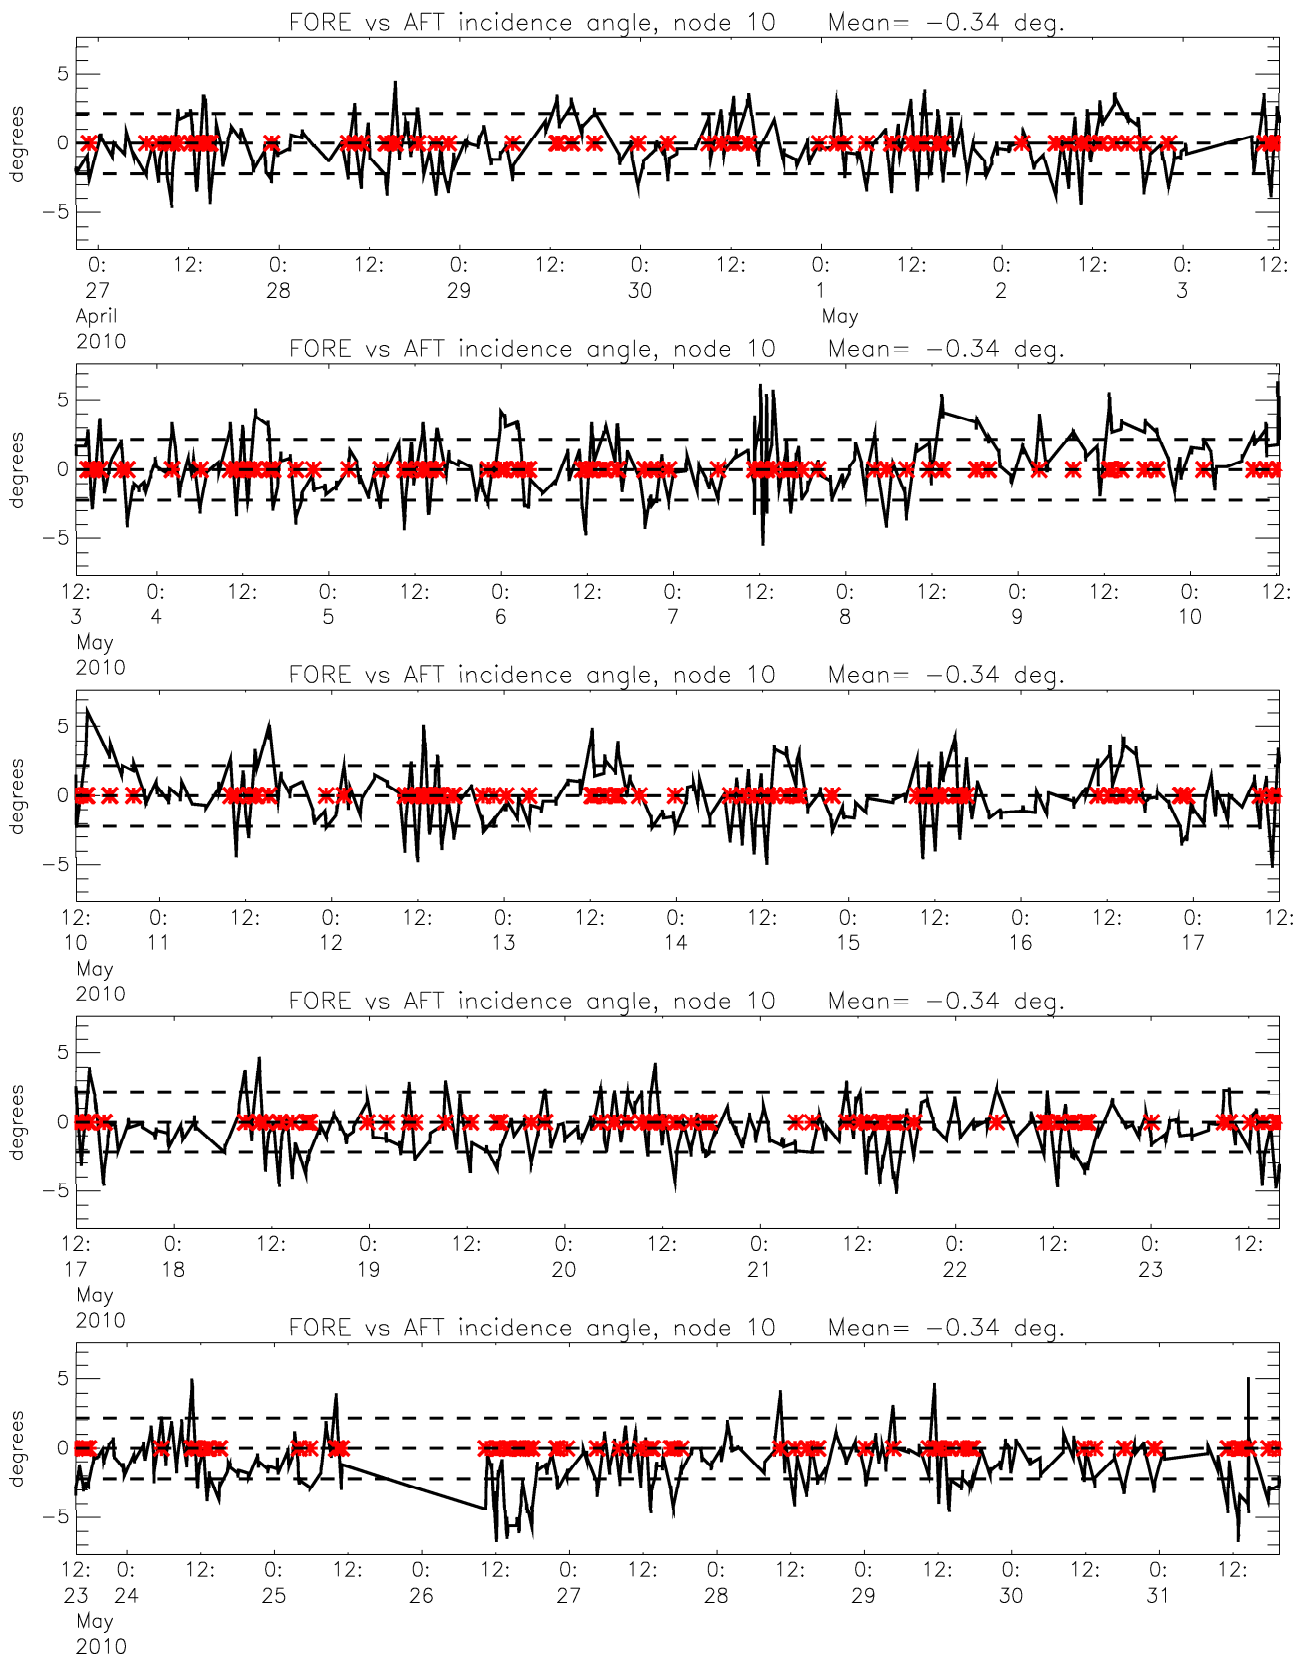 FORE vs AFT incidence angle, node 10 Mean= −0.34 deg.
degrees
5
0
−5
0: 12: 0: 12: 0: 12: 0: 12: 0: 12: 0: 12: 0: 12:
27 28 29 30 1 2 3
April May
2010
FORE vs AFT incidence angle, node 10 Mean= −0.34 deg.
degrees
5
0
−5
12: 0: 12: 0: 12: 0: 12: 0: 12: 0: 12: 0: 12: 0: 12:
3 4 5 6 7 8 9 10
May
2010
FORE vs AFT incidence angle, node 10 Mean= −0.34 deg.
degrees
5
0
−5
12: 0: 12: 0: 12: 0: 12: 0: 12: 0: 12: 0: 12: 0: 12:
10 11 12 13 14 15 16 17
May
2010
FORE vs AFT incidence angle, node 10 Mean= −0.34 deg.
degrees
5
0
−5
12: 0: 12: 0: 12: 0: 12: 0: 12: 0: 12: 0: 12:
17 18 19 20 21 22 23
May
2010
FORE vs AFT incidence angle, node 10 Mean= −0.34 deg.
degrees
5
0
−5
12: 0: 12: 0: 12: 0: 12: 0: 12: 0: 12: 0: 12: 0: 12: 0: 12:
23 24 25 26 27 28 29 30 31
May
2010